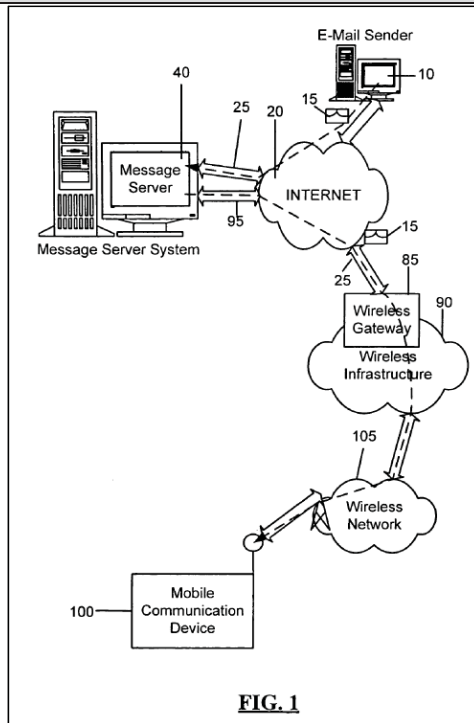 E-Mail Sender
10
40
15
25
20
Message
Server
INTERNET
95
15
Message Server System
25
85
Wireless
Gateway
90
Wireless
Infrastructure
105
Wireless
Network
Mobile
Communication
Device
100
FIG. 1